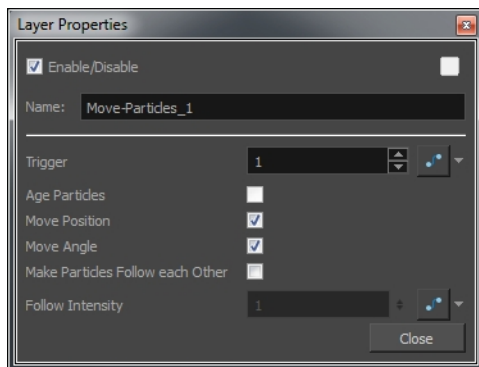 Layer Properties
Enable/Disable
Name: Move-Particles_1
Trigger 1
Age Particles
Move Position
Move Angle
Make Particles Follow each Other
Follow Intensity 1
Close